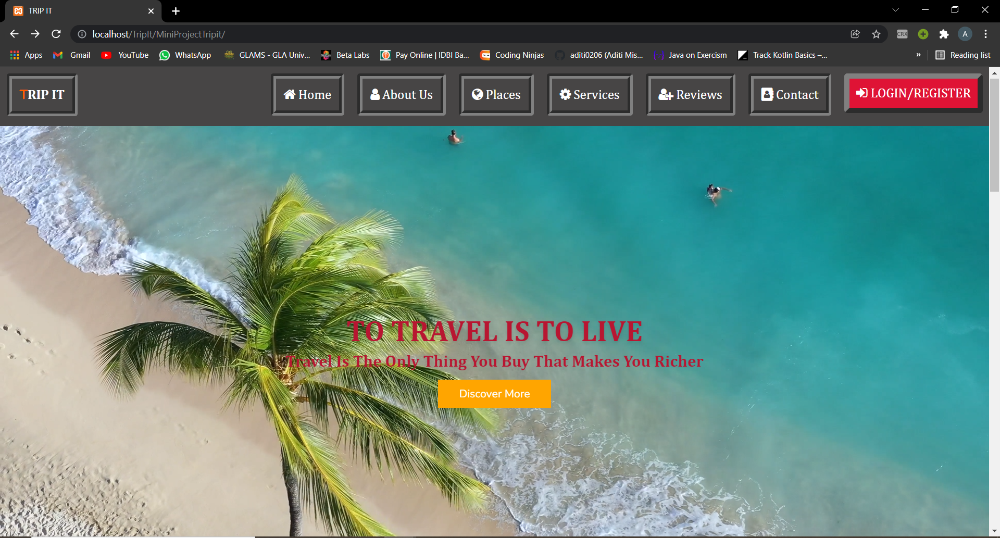 TRIP IT
localhost/TripIt/MiniProjectTripit/
CRX
A
Apps Gmail YouTube WhatsApp GLAMS - GLA Univ... Beta Labs Pay Online | IDBI Ba... Coding Ninjas aditi0206 (Aditi Mis... Java on Exercism Track Kotlin Basics –... » Reading list
TRIP IT Home About Us Places Services Reviews Contact LOGIN/REGISTER
TO TRAVEL IS TO LIVE
Travel Is The Only Thing You Buy That Makes You Richer
Discover More